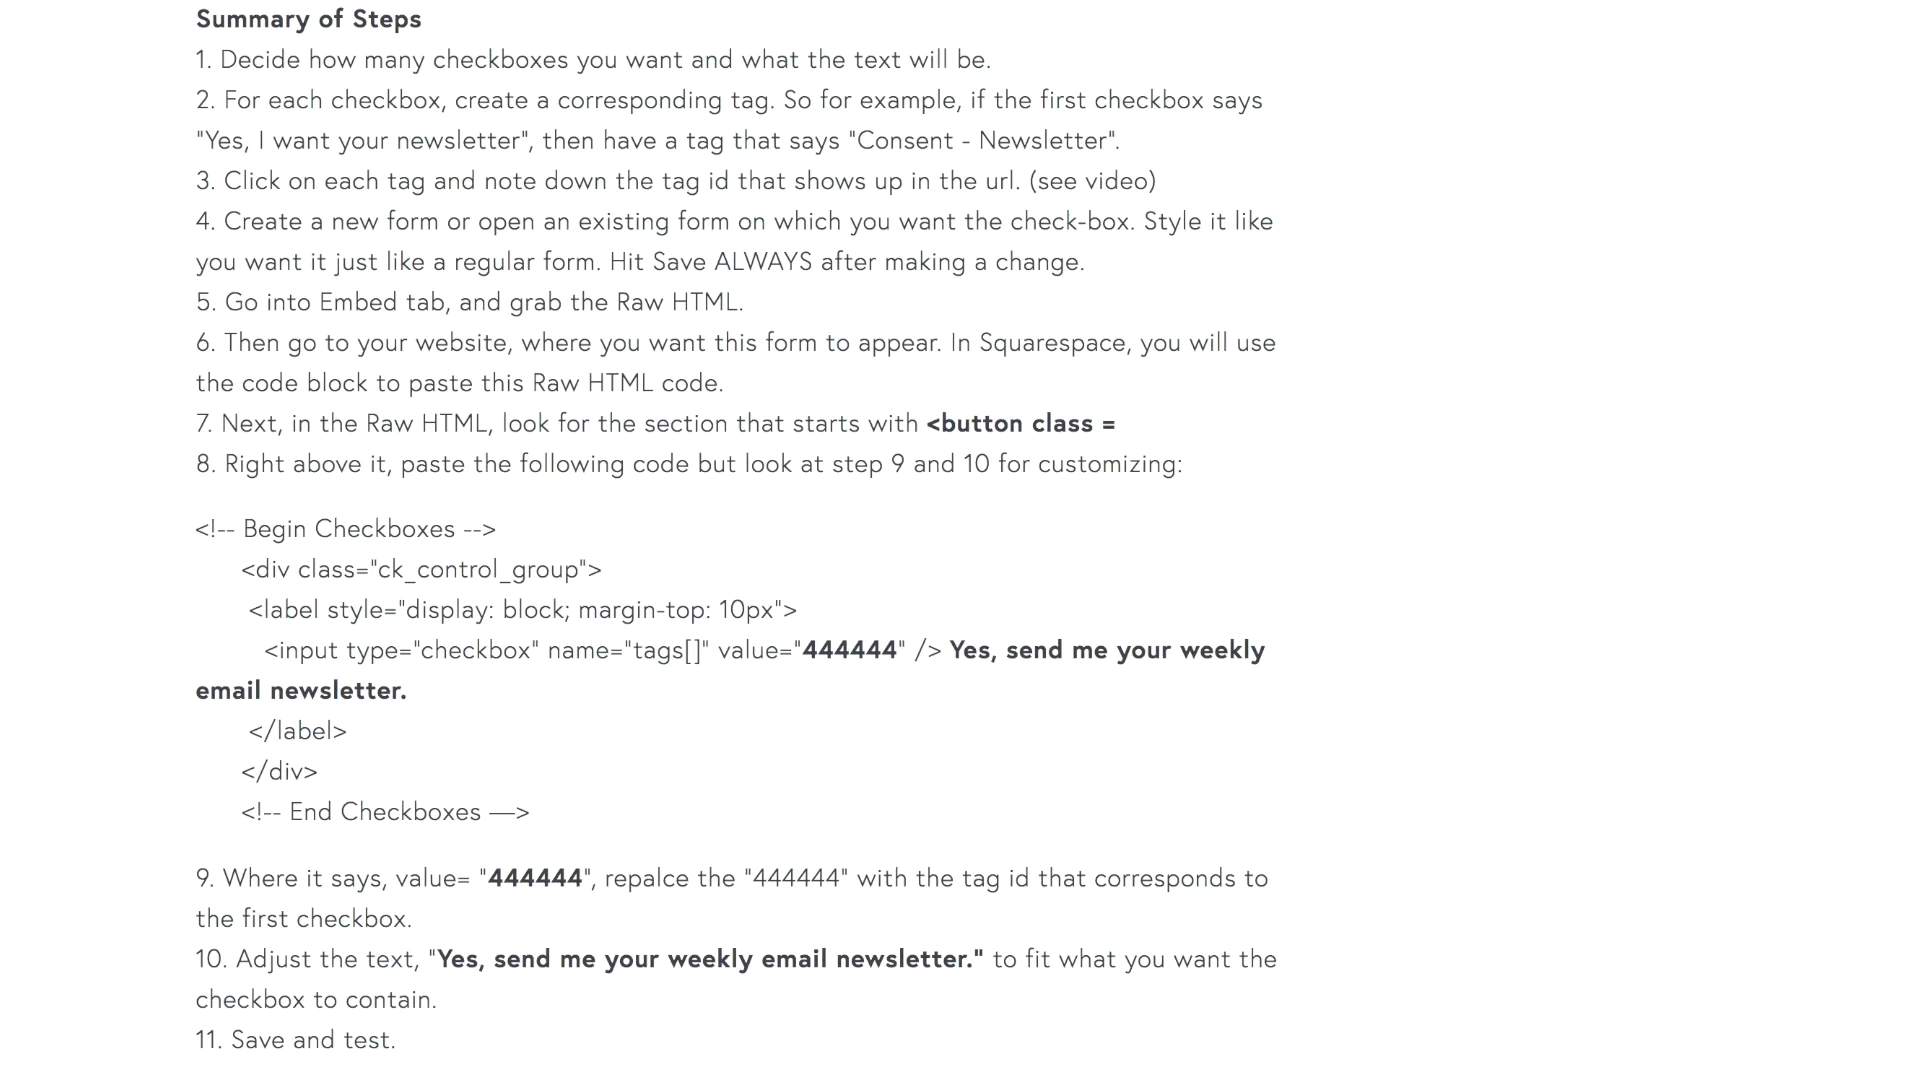 Summary of Steps
1. Decide how many checkboxes you want and what the text will be.
2. For each checkbox, create a corresponding tag. So for example, if the first checkbox says
"Yes, I want your newsletter", then have a tag that says "Consent - Newsletter".
3. Click on each tag and note down the tag id that shows up in the url. (see video)
4. Create a new form or open an existing form on which you want the check-box. Style it like
you want it just like a regular form. Hit Save ALWAYS after making a change.
5. Go into Embed tab, and grab the Raw HTML.
6. Then go to your website, where you want this form to appear. In Squarespace, you will use
the code block to paste this Raw HTML code.
7. Next, in the Raw HTML, look for the section that starts with <button class =
8. Right above it, paste the following code but look at step 9 and 10 for customizing:
<!-- Begin Checkboxes -->
<div class="ck_control_group">
<label style="display: block; margin-top: 10px">
<input type="checkbox" name="tags[]" value="444444" /> Yes, send me your weekly
email newsletter.
</label>
</div>
<!-- End Checkboxes —>
9. Where it says, value= "444444", repalce the "444444" with the tag id that corresponds to
the first checkbox.
10. Adjust the text, "Yes, send me your weekly email newsletter." to fit what you want the
checkbox to contain.
11. Save and test.